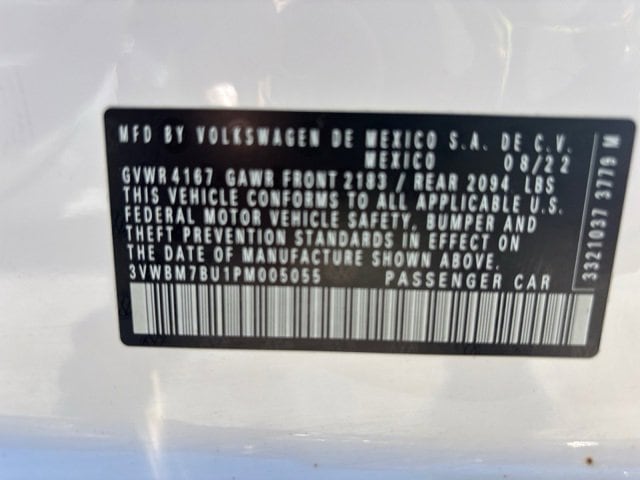 MFD BY VOLKSWAGEN DE MEXICO S.A. DE C.V.
MEXICO 08/22
GVWR 4167 GAWR FRONT 2183 / REAR 2094 LBS
THIS VEHICLE CONFORMS TO ALL APPLICABLE U.S.
FEDERAL MOTOR VEHICLE SAFETY, BUMPER AND
THEFT PREVENTION STANDARDS IN EFFECT ON
THE DATE OF MANUFACTURE SHOWN ABOVE.
3VWBM7BU1PM005055 PASSENGER CAR
3321037 3779 M